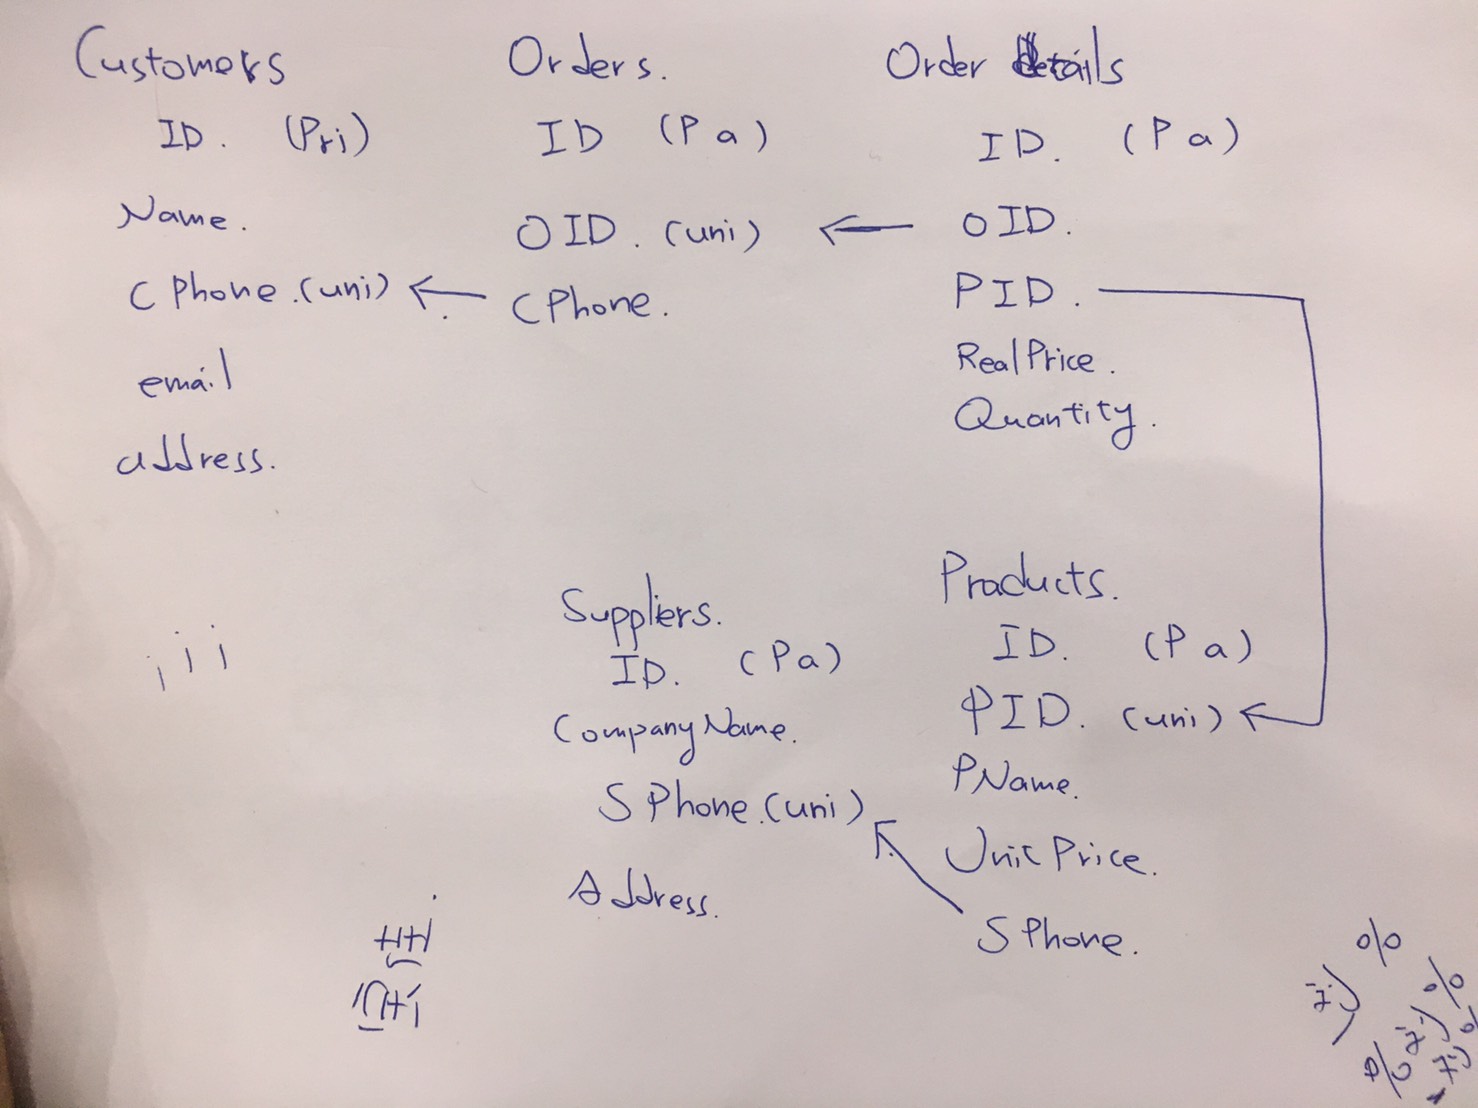 Customers
ID. (Pri)
Name.
CPhone.(uni)
email
address.
Orders.
ID (Pa)
OID. (uni)
CPhone.
Order details
ID. (Pa)
OID.
PID.
RealPrice.
Quantity.
Suppliers.
ID. (Pa)
CompanyName.
SPhone.(uni)
Address.
Products.
ID. (Pa)
PID. (uni)
PName.
UnitPrice.
SPhone.